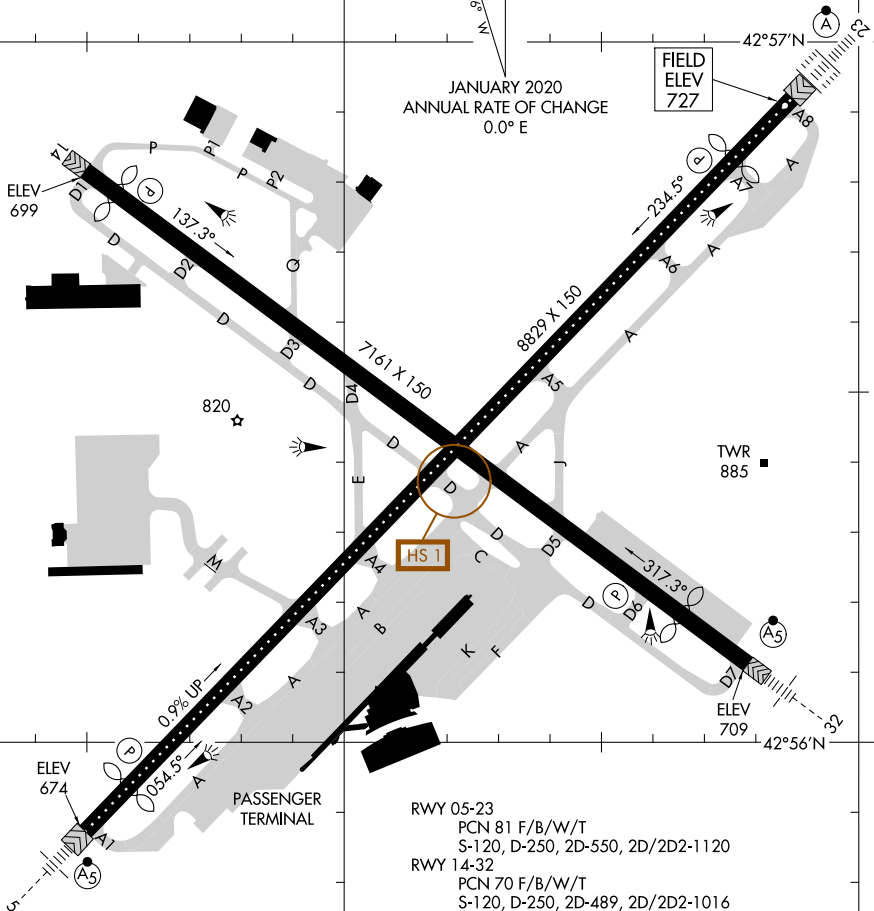 W
6°
JANUARY 2020
ANNUAL RATE OF CHANGE
0.0° E
A
23
42°57'N
FIELD
ELEV
727
A8
14
P
P1
P
P2
P
P
A
ELEV
699
D1
137.3°
234.5°
A7
D
D2
Q
A6
A
D
D3
8829 X 150
A
7161 X 150
D
D4
A5
820
D
A
TWR
885
E
D
J
D
HS 1
C
D5
317.3°
M
A4
A
B
P
D
D6
A5
A3
K
F
A
D7
0.9% UP
A2
ELEV
709
32
42°56'N
P
054.5°
A
ELEV
674
PASSENGER
TERMINAL
A1
A5
5
RWY 05-23
PCN 81 F/B/W/T
S-120, D-250, 2D-550, 2D/2D2-1120
RWY 14-32
PCN 70 F/B/W/T
S-120, D-250, 2D-489, 2D/2D2-1016